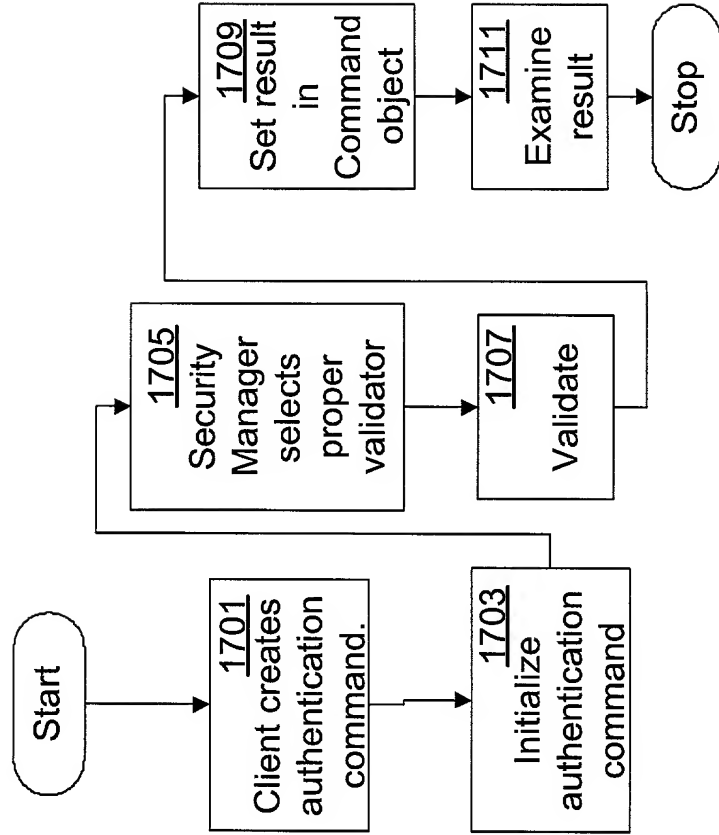 Start
1701
Client creates
authentication
command.
1703
Initialize
authentication
command
1705
Security
Manager
selects
proper
validator
1707
Validate
1709
Set result
in
Command
object
1711
Examine
result
Stop